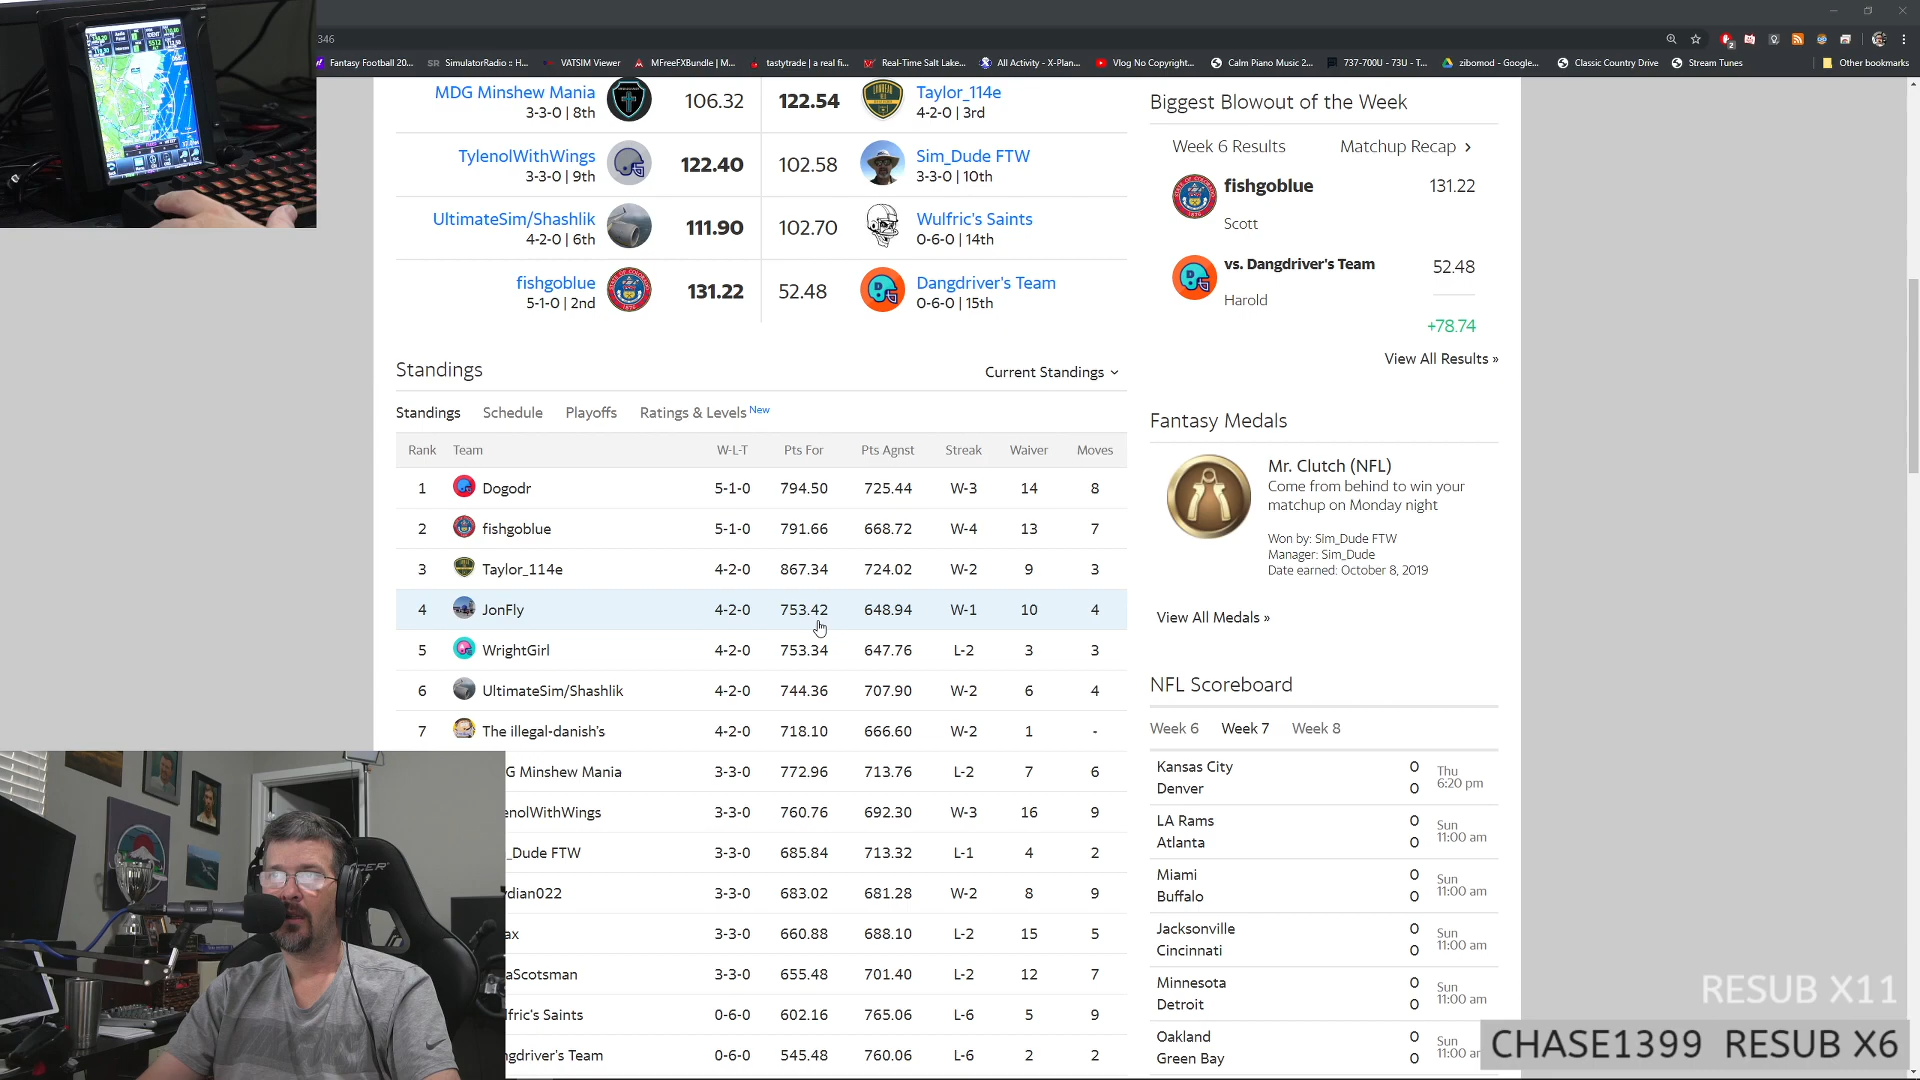 346
Fantasy Football 20...
SR SimulatorRadio :: H...
VATSIM Viewer
MFreeFXBundle | M...
tastytrade | a real fi...
Real-Time Salt Lake...
All Activity - X-Plan...
Vlog No Copyright...
Calm Piano Music 2...
737-700U - 73U - T...
zibomod - Google...
Classic Country Drive
Stream Tunes
Other bookmarks
MDG Minshew Mania 106.32 122.54 Taylor_114e
3-3-0 | 8th 4-2-0 | 3rd
TylenolWithWings 122.40 102.58 Sim_Dude FTW
3-3-0 | 9th 3-3-0 | 10th
UltimateSim/Shashlik 111.90 102.70 Wulfric's Saints
4-2-0 | 6th 0-6-0 | 14th
fishgoblue 131.22 52.48 Dangdriver's Team
5-1-0 | 2nd 0-6-0 | 15th
Standings
Current Standings
Standings Schedule Playoffs Ratings & Levels New
Rank Team W-L-T Pts For Pts Agnst Streak Waiver Moves
1 Dogodr 5-1-0 794.50 725.44 W-3 14 8
2 fishgoblue 5-1-0 791.66 668.72 W-4 13 7
3 Taylor_114e 4-2-0 867.34 724.02 W-2 9 3
4 JonFly 4-2-0 753.42 648.94 W-1 10 4
5 WrightGirl 4-2-0 753.34 647.76 L-2 3 3
6 UltimateSim/Shashlik 4-2-0 744.36 707.90 W-2 6 4
7 The illegal-danish's 4-2-0 718.10 666.60 W-2 1 -
G Minshew Mania 3-3-0 772.96 713.76 L-2 7 6
enolWithWings 3-3-0 760.76 692.30 W-3 16 9
_Dude FTW 3-3-0 685.84 713.32 L-1 4 2
dian022 3-3-0 683.02 681.28 W-2 8 9
ax 3-3-0 660.88 688.10 L-2 15 5
aScotsman 3-3-0 655.48 701.40 L-2 12 7
lfric's Saints 0-6-0 602.16 765.06 L-6 5 9
ngdriver's Team 0-6-0 545.48 760.06 L-6 2 2
Biggest Blowout of the Week
Week 6 Results Matchup Recap
fishgoblue 131.22
Scott
vs. Dangdriver's Team 52.48
Harold
+78.74
View All Results »
Fantasy Medals
Mr. Clutch (NFL)
Come from behind to win your
matchup on Monday night
Won by: Sim_Dude FTW
Manager: Sim_Dude
Date earned: October 8, 2019
View All Medals »
NFL Scoreboard
Week 6 Week 7 Week 8
Kansas City 0 Thu
Denver 0 6:20 pm
LA Rams 0 Sun
Atlanta 0 11:00 am
Miami 0 Sun
Buffalo 0 11:00 am
Jacksonville 0 Sun
Cincinnati 0 11:00 am
Minnesota 0 Sun
Detroit 0 11:00 am
Oakland 0 Sun
Green Bay 0 11:00 am
RESUB X11
CHASE1399 RESUB X6